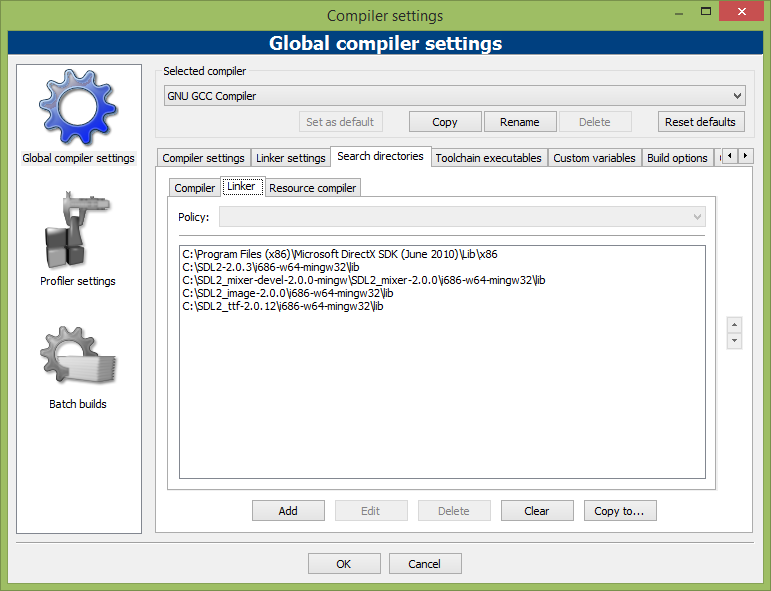 Compiler settings
Global compiler settings
Global compiler settings
Profiler settings
Batch builds
Selected compiler
GNU GCC Compiler
Set as default Copy Rename Delete Reset defaults
Compiler settings Linker settings Search directories Toolchain executables Custom variables Build options
Compiler Linker Resource compiler
Policy:
C:\Program Files (x86)\Microsoft DirectX SDK (June 2010)\Lib\x86
C:\SDL2-2.0.3\i686-w64-mingw32\lib
C:\SDL2_mixer-devel-2.0.0-mingw\SDL2_mixer-2.0.0\i686-w64-mingw32\lib
C:\SDL2_image-2.0.0\i686-w64-mingw32\lib
C:\SDL2_ttf-2.0.12\i686-w64-mingw32\lib
Add Edit Delete Clear Copy to...
OK Cancel